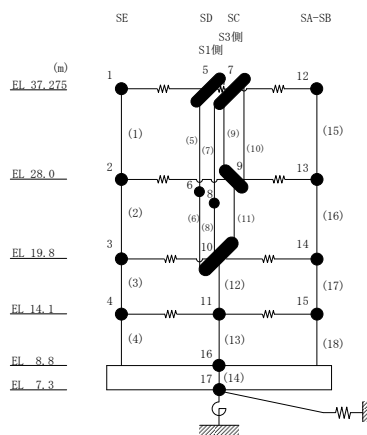 SE SD SC SA-SB
S3側
S1側
(m)
EL 37.275
1 5 7 12
(1) (5) (7) (9) (10) (15)
EL 28.0
2 9 13
6 8
(2) (6) (8) (11) (16)
EL 19.8
3 10 14
(3) (12) (17)
EL 14.1
4 11 15
(4) (13) (18)
EL 8.8
16
EL 7.3
17 (14)